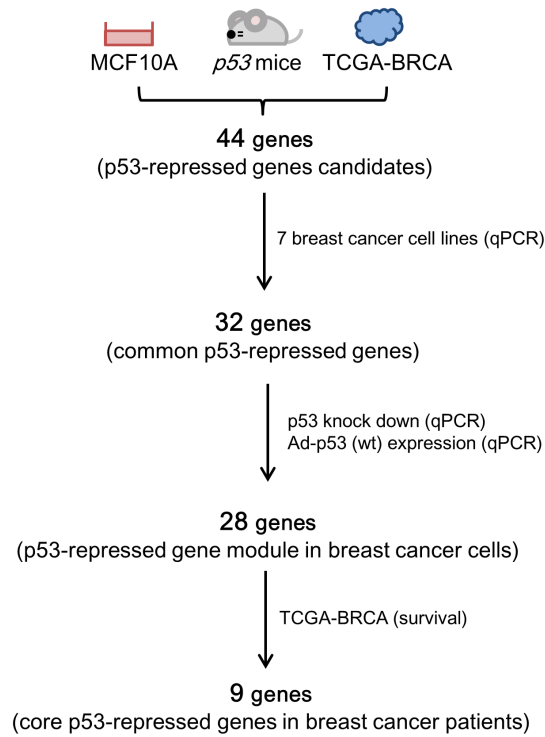 MCF10A p53 mice TCGA-BRCA
44 genes
(p53-repressed genes candidates)
7 breast cancer cell lines (qPCR)
32 genes
(common p53-repressed genes)
p53 knock down (qPCR)
Ad-p53 (wt) expression (qPCR)
28 genes
(p53-repressed gene module in breast cancer cells)
TCGA-BRCA (survival)
9 genes
(core p53-repressed genes in breast cancer patients)